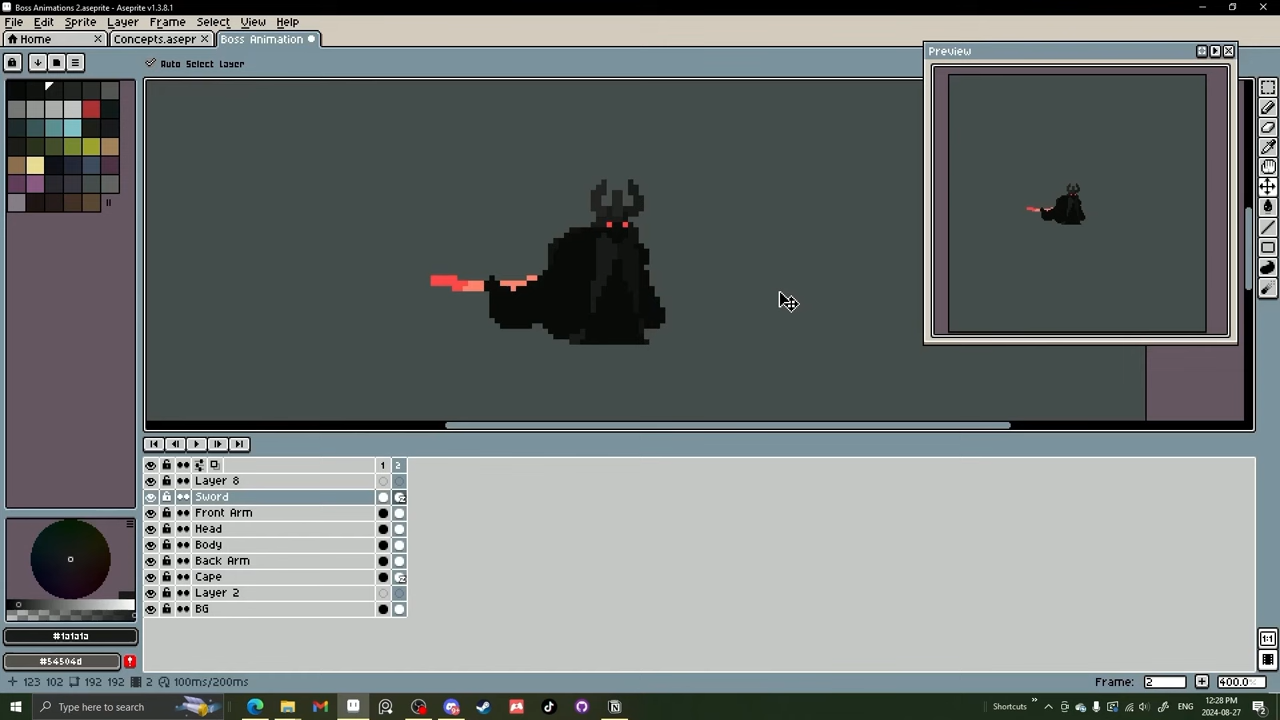 Boss Animations 2.aseprite - Aseprite v1.3.8.1
File Edit Sprite Layer Frame Select View Help
Home Concepts.asepr Boss Animation
Auto Select Layer
Preview
1 2
Layer 8
Sword
Front Arm
Head
Body
Back Arm
Cape
Layer 2
BG
#1a1a1a
#54504d
123 102 192 192 2 100ms/200ms
Frame: 2 400.0
1:1
Type here to search
Shortcuts
12:28 PM
2024-08-27